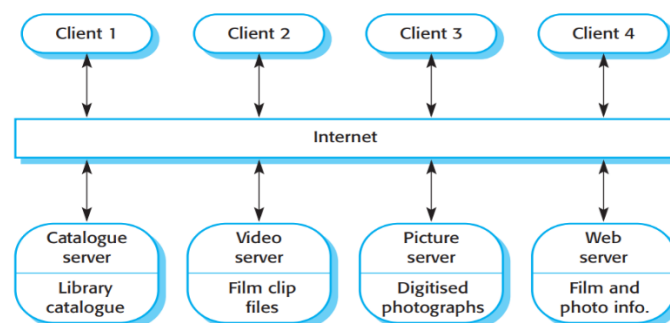 Client 1
Client 2
Client 3
Client 4
Internet
Catalogue
server
Library
catalogue
Video
server
Film clip
files
Picture
server
Digitised
photographs
Web
server
Film and
photo info.